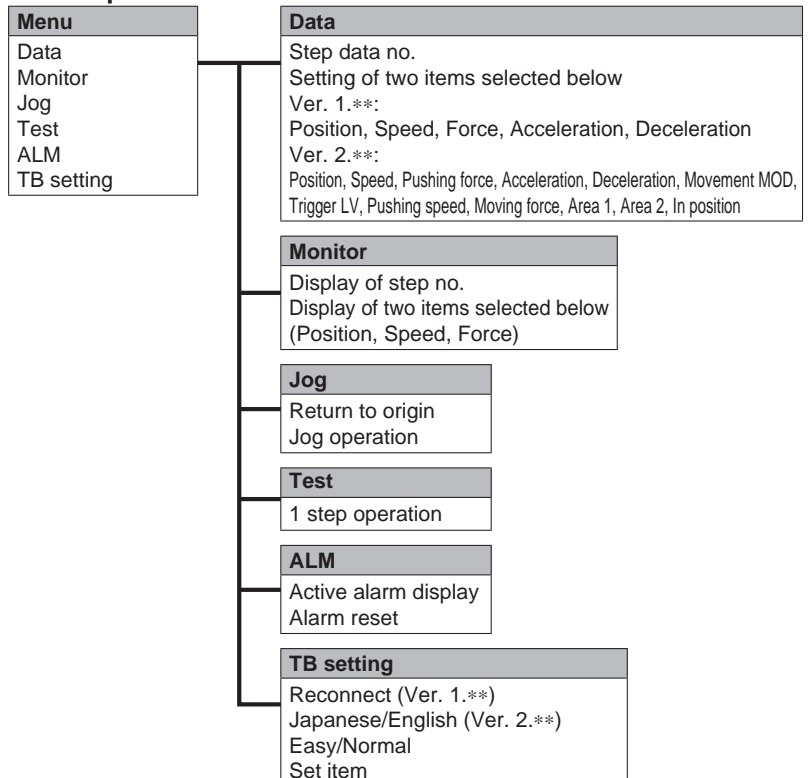 Menu
Data
Monitor
Jog
Test
ALM
TB setting
Data
Step data no.
Setting of two items selected below
Ver. 1.∗∗:
Position, Speed, Force, Acceleration, Deceleration
Ver. 2.∗∗:
Position, Speed, Pushing force, Acceleration, Deceleration, Movement MOD,
Trigger LV, Pushing speed, Moving force, Area 1, Area 2, In position
Monitor
Display of step no.
Display of two items selected below
(Position, Speed, Force)
Jog
Return to origin
Jog operation
Test
1 step operation
ALM
Active alarm display
Alarm reset
TB setting
Reconnect (Ver. 1.∗∗)
Japanese/English (Ver. 2.∗∗)
Easy/Normal
Set item